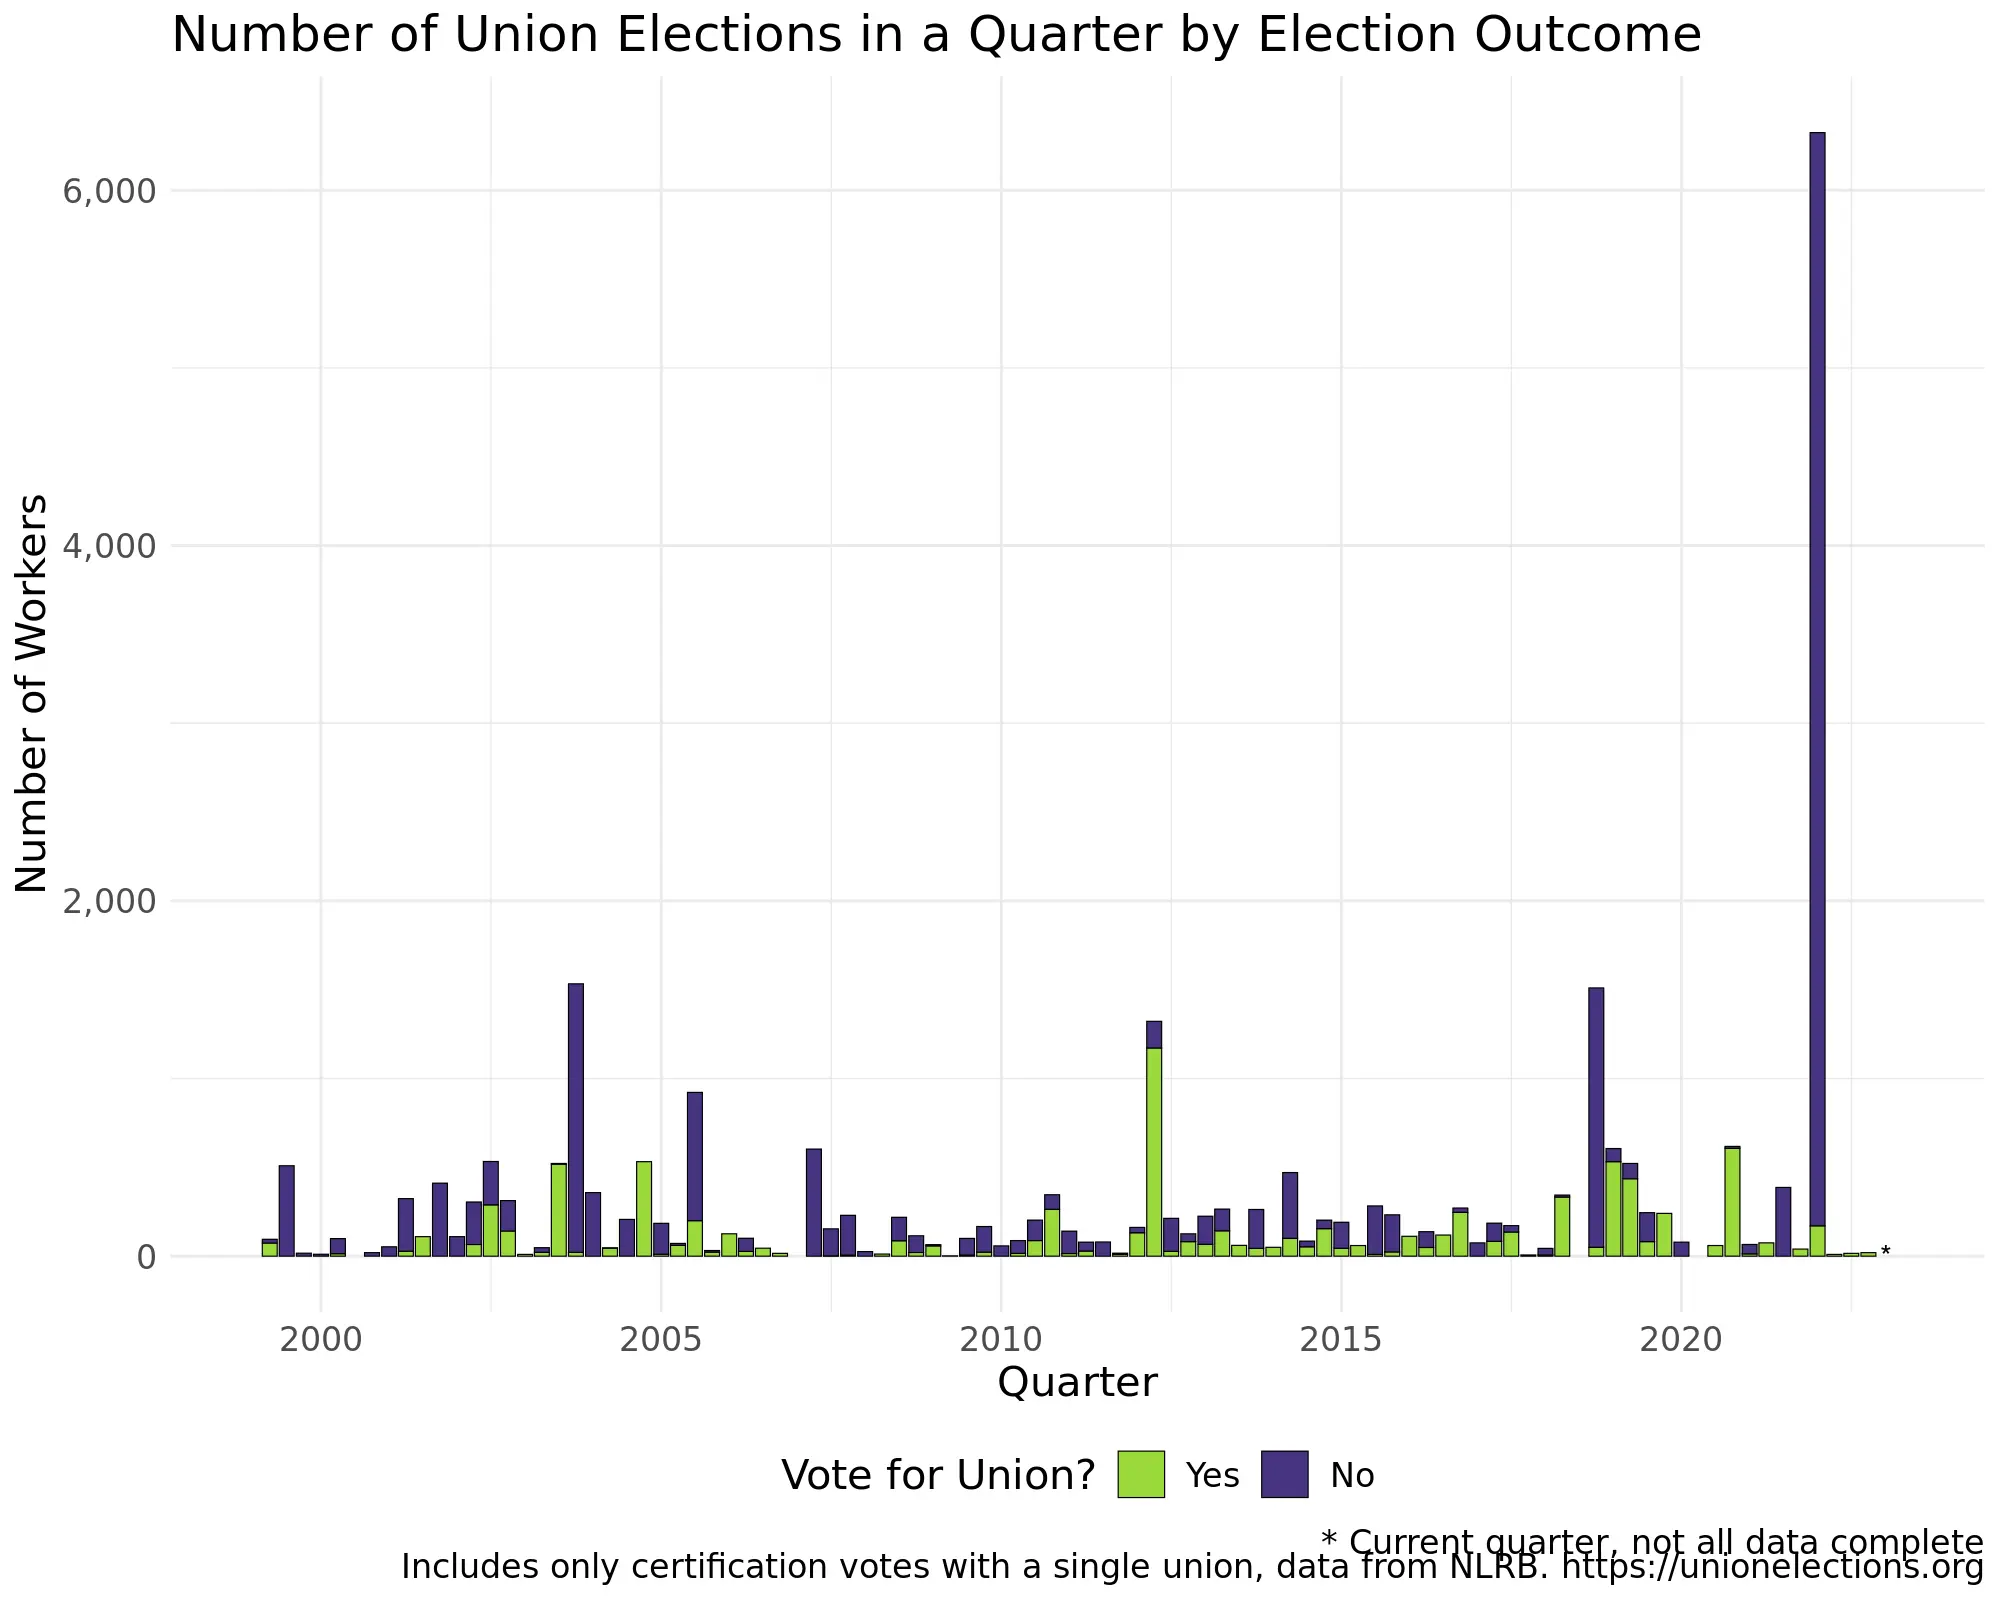 Number of Union Elections in a Quarter by Election Outcome
Number of Workers
6,000
4,000
2,000
0
*
2000 2005 2010 2015 2020
Quarter
Vote for Union? Yes No
* Current quarter, not all data complete
Includes only certification votes with a single union, data from NLRB. https://unionelections.org